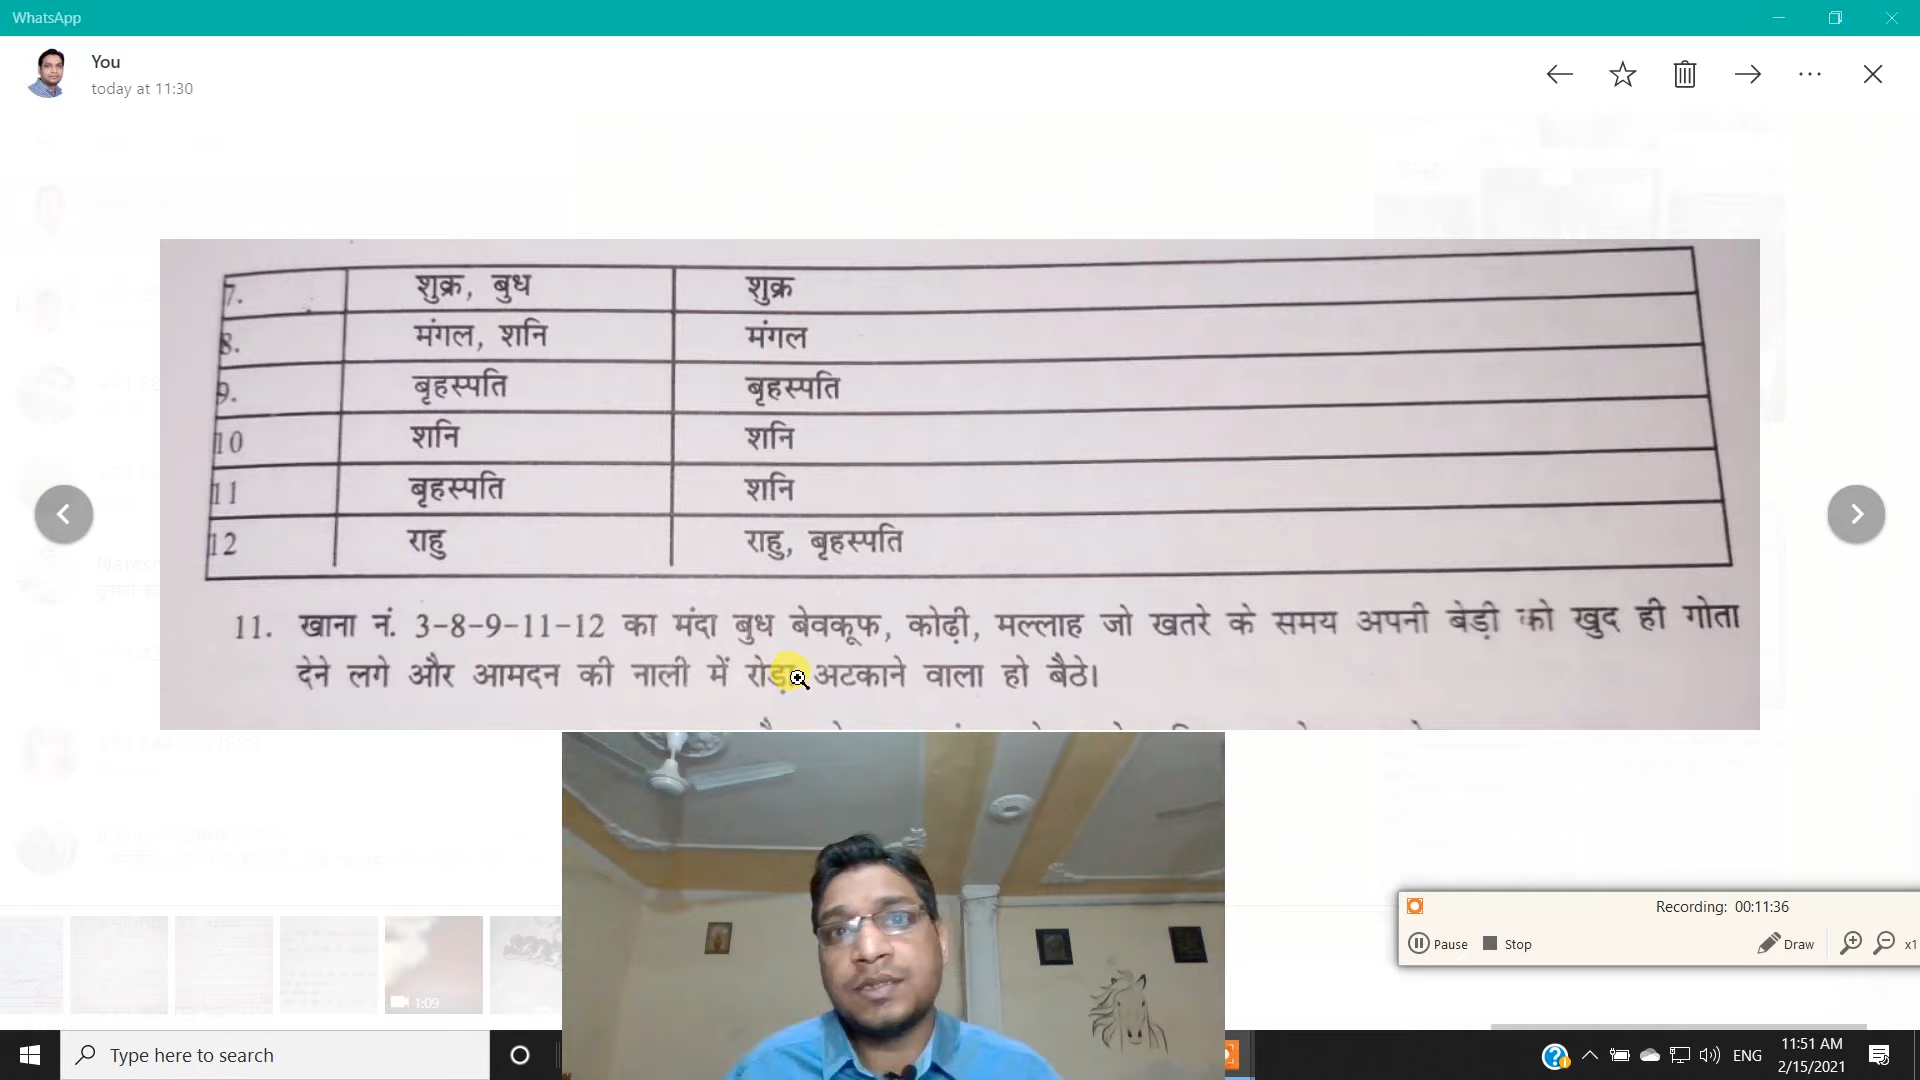 WhatsApp
You
today at 11:30
7. शुक्र, बुध शुक्र
8. मंगल, शनि मंगल
9. बृहस्पति बृहस्पति
10 शनि शनि
11 बृहस्पति शनि
12 राहु राहु, बृहस्पति
11. खाना नं. 3-8-9-11-12 का मंदा बुध बेवकूफ, कोढ़ी, मल्लाह जो खतरे के समय अपनी बेड़ी को खुद ही गोता
देने लगे और आमदन की नाली में रोड़ा अटकाने वाला हो बैठे।
1:09
Recording: 00:11:36
Pause Stop Draw x1
Type here to search
ENG
11:51 AM
2/15/2021